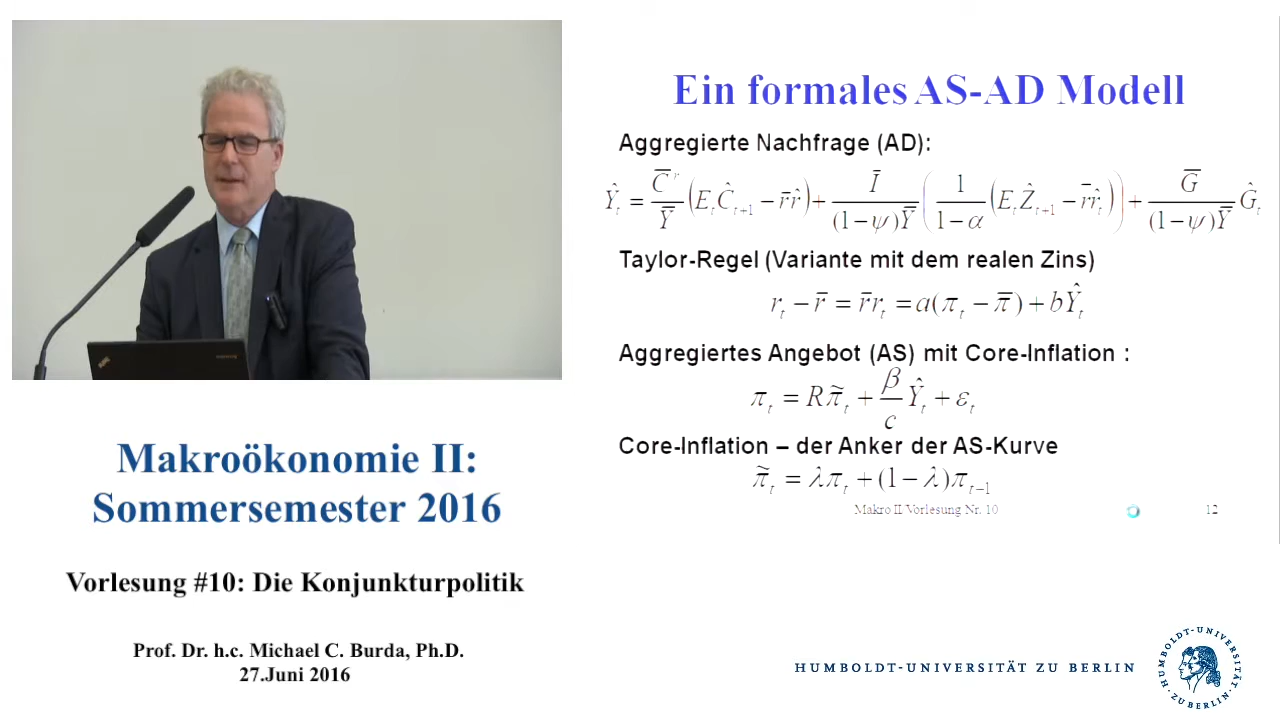 Ein formales AS-AD Modell
Aggregierte Nachfrage (AD):
Ŷ_t = C̄^r/Ȳ (E_t Ĉ_{t+1} − r̄ r̂) + Ī/((1−ψ)Ȳ) (1/(1−α) (E_t Ẑ_{t+1} − r̄ r̂_t)) + Ḡ/((1−ψ)Ȳ) Ĝ_t
Taylor-Regel (Variante mit dem realen Zins)
r_t − r̄ = r̄ r_t = a(π_t − π̄) + bŶ_t
Aggregiertes Angebot (AS) mit Core-Inflation :
π_t = Rπ̃_t + β/c Ŷ_t + ε_t
Core-Inflation – der Anker der AS-Kurve
π̃_t = λπ_t + (1−λ)π_{t−1}
Makro II Vorlesung Nr. 10
12
Makroökonomie II:
Sommersemester 2016
Vorlesung #10: Die Konjunkturpolitik
Prof. Dr. h.c. Michael C. Burda, Ph.D.
27.Juni 2016
HUMBOLDT-UNIVERSITÄT ZU BERLIN
HUMBOLDT-UNIVERSITÄT ZU BERLIN